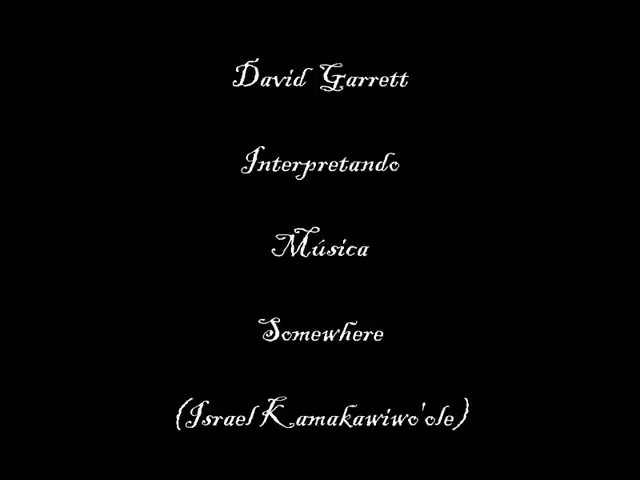 David Garrett
Interpretando
Música
Somewhere
(Israel Kamakawiwo'ole)